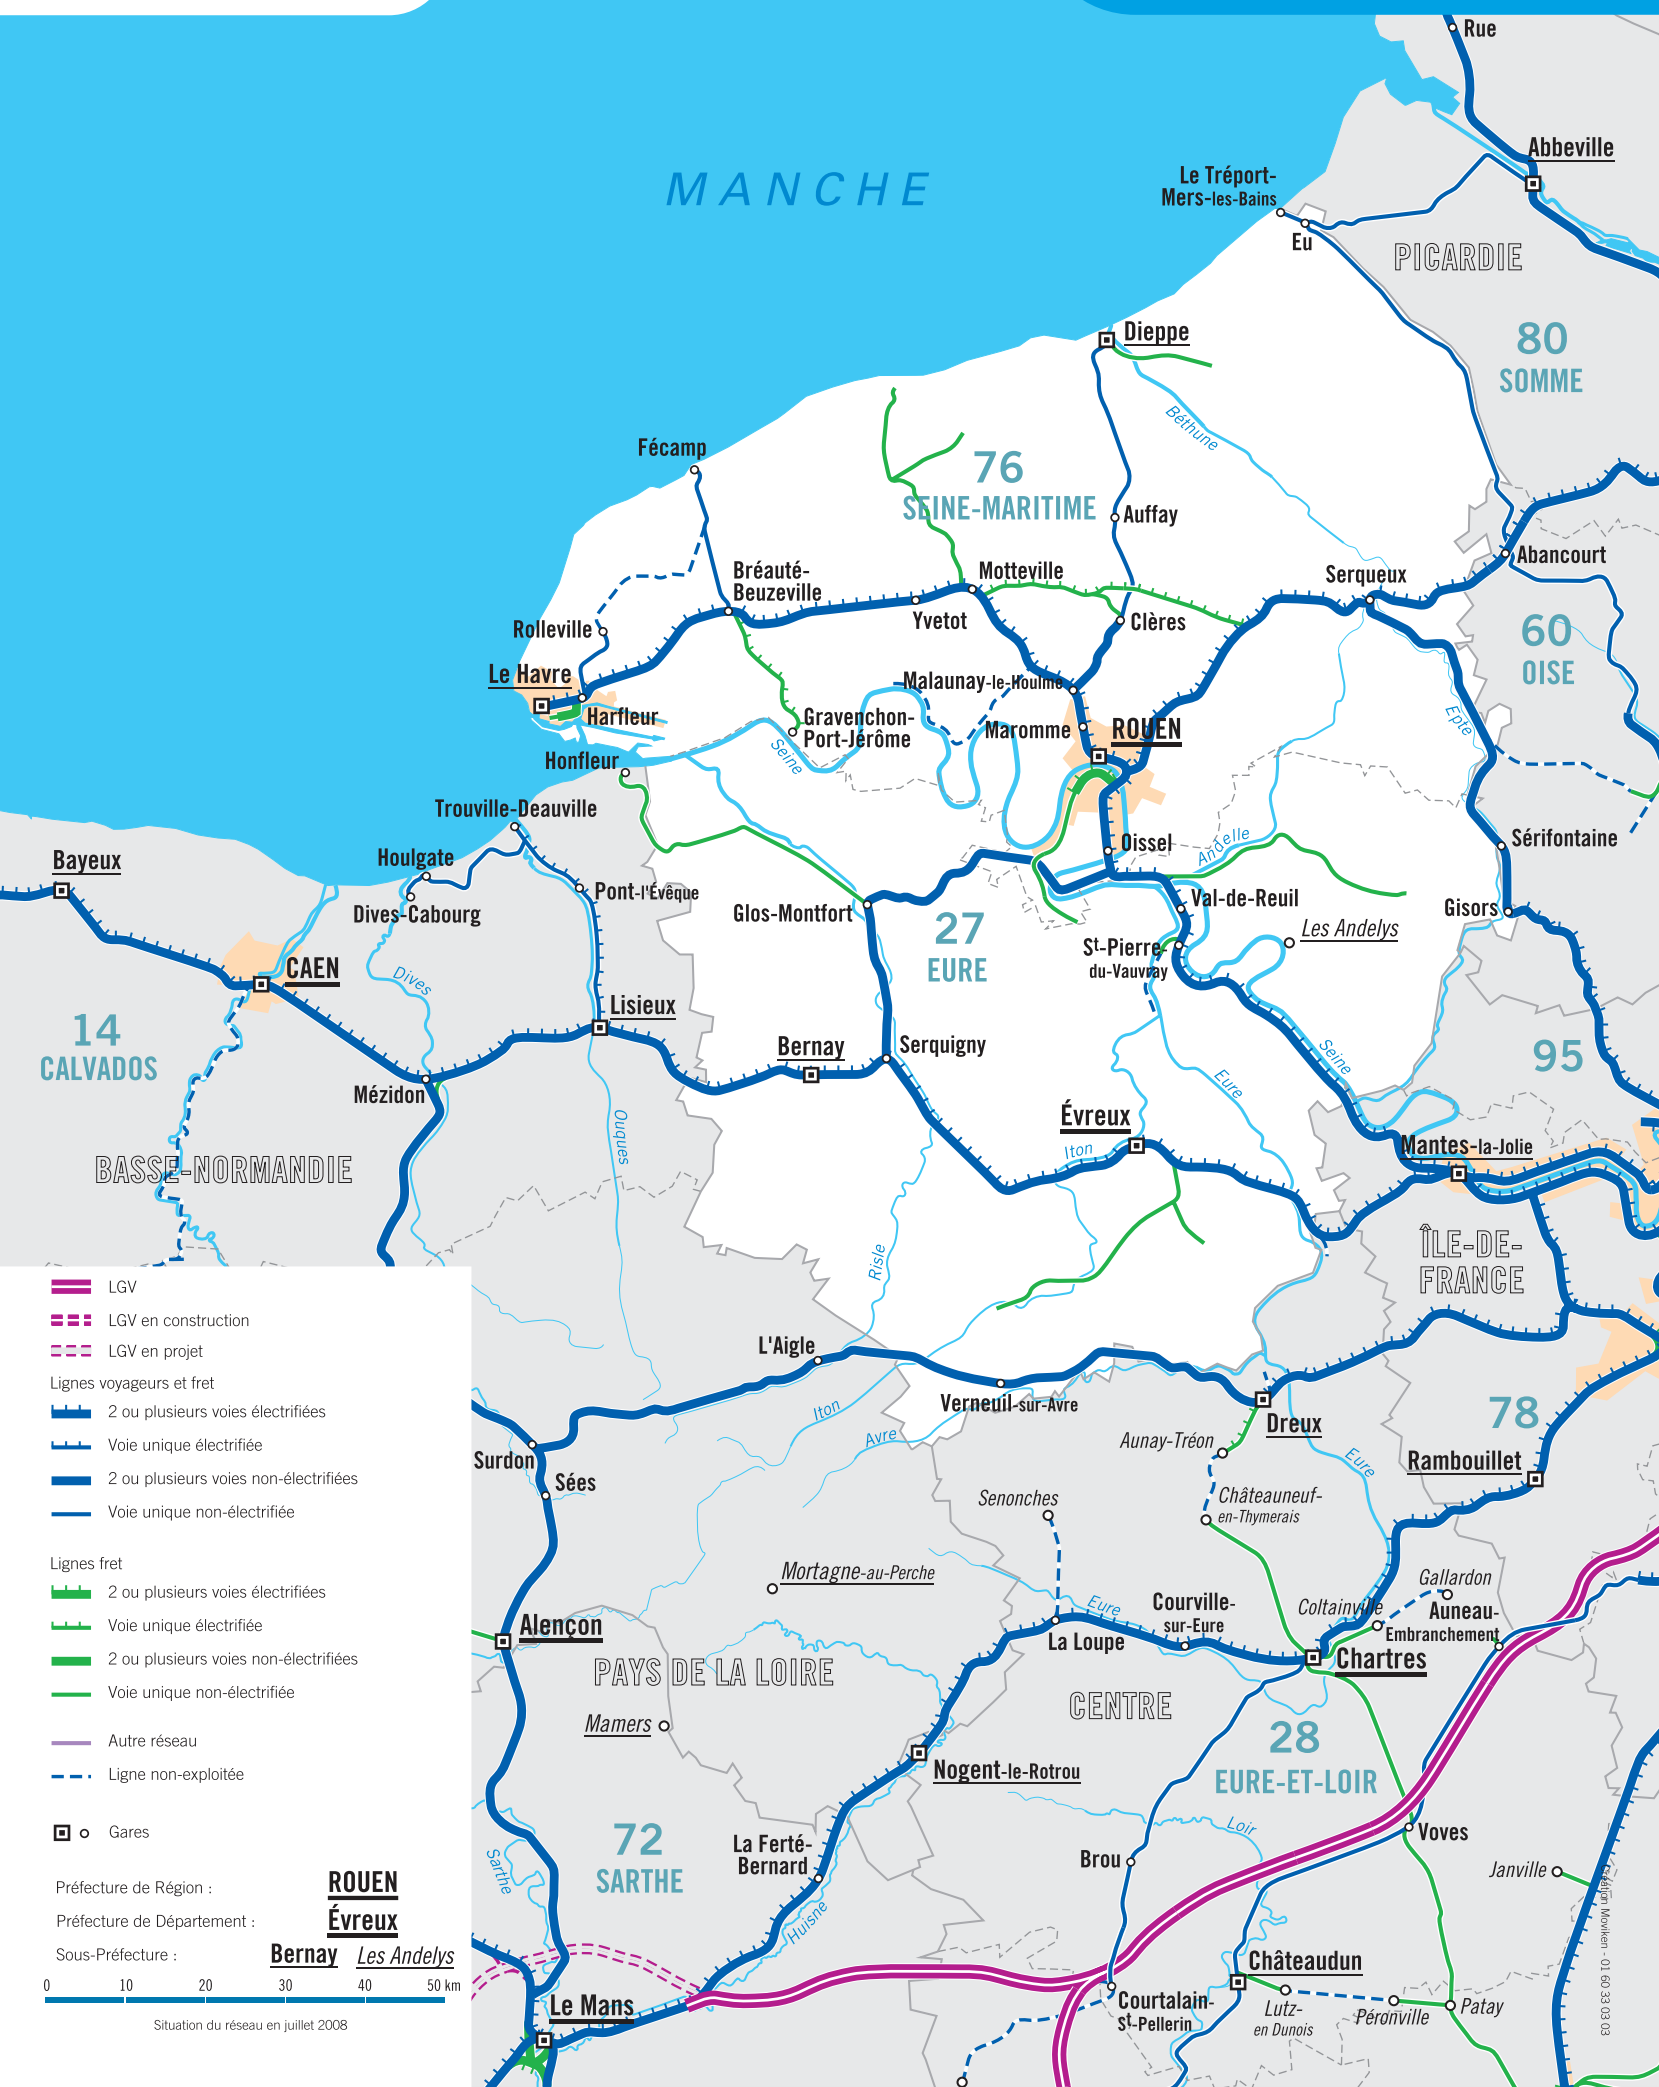 Rue
Abbeville
Le Tréport-
Mers-les-Bains
MANCHE
Eu
PICARDIE
Dieppe
80
SOMME
Béthune
Fécamp
76
SEINE-MARITIME
Auffay
Abancourt
Bréauté-
Beuzeville
Motteville
Serqueux
Yvetot
Clères
Rolleville
60
OISE
Le Havre
Malaunay-le-Houlme
Harfleur
Gravenchon-
Port-Jérôme
Maromme
ROUEN
Epte
Seine
Honfleur
Trouville-Deauville
Oissel
Andelle
Sérifontaine
Bayeux
Houlgate
Pont-l'Évêque
Val-de-Reuil
Dives-Cabourg
Glos-Montfort
Gisors
27
EURE
Les Andelys
St-Pierre-
du-Vauvray
CAEN
Dives
Lisieux
14
CALVADOS
Bernay
Serquigny
Seine
95
Eure
Mézidon
Évreux
Ouques
Iton
Mantes-la-Jolie
BASSE-NORMANDIE
Risle
ÎLE-DE-
FRANCE
LGV
LGV en construction
LGV en projet
Lignes voyageurs et fret
2 ou plusieurs voies électrifiées
Voie unique électrifiée
2 ou plusieurs voies non-électrifiées
Voie unique non-électrifiée
Lignes fret
2 ou plusieurs voies électrifiées
Voie unique électrifiée
2 ou plusieurs voies non-électrifiées
Voie unique non-électrifiée
Autre réseau
Ligne non-exploitée
Gares
Préfecture de Région :
ROUEN
Préfecture de Département :
Évreux
Sous-Préfecture :
Bernay
Les Andelys
0 10 20 30 40 50 km
Situation du réseau en juillet 2008
L'Aigle
Verneuil-sur-Avre
Iton
Avre
Dreux
78
Surdon
Aunay-Tréon
Eure
Rambouillet
Sées
Senonches
Châteauneuf-
en-Thymerais
Mortagne-au-Perche
Gallardon
Eure
Courville-
sur-Eure
Coltainville
Auneau-
Embranchement
Alençon
La Loupe
Chartres
PAYS DE LA LOIRE
CENTRE
Mamers
28
EURE-ET-LOIR
Nogent-le-Rotrou
Loir
72
SARTHE
La Ferté-
Bernard
Voves
Brou
Janville
Sarthe
Huisne
Châteaudun
Le Mans
Courtalain-
St-Pellerin
Lutz-
en Dunois
Péronville
Patay
Création Moviken - 01 60 33 03 03